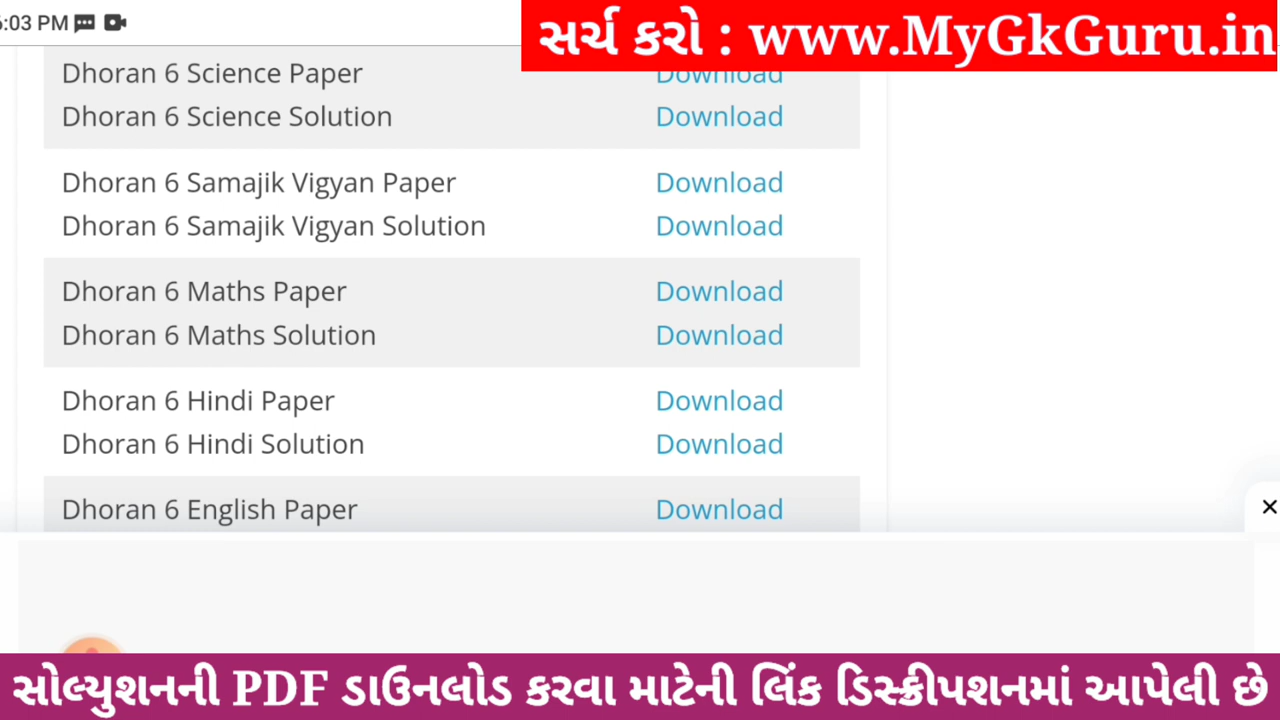 6:03 PM
સર્ચ કરો : www.MyGkGuru.in
Dhoran 6 Science Paper Download
Dhoran 6 Science Solution Download
Dhoran 6 Samajik Vigyan Paper Download
Dhoran 6 Samajik Vigyan Solution Download
Dhoran 6 Maths Paper Download
Dhoran 6 Maths Solution Download
Dhoran 6 Hindi Paper Download
Dhoran 6 Hindi Solution Download
Dhoran 6 English Paper Download
સોલ્યુશનની PDF ડાઉનલોડ કરવા માટેની લિંક ડિસ્ક્રીપશનમાં આપેલી છે